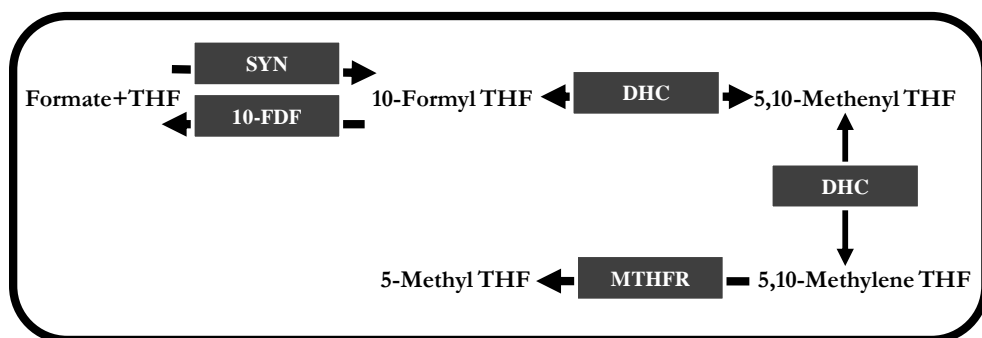 SYN
Formate+THF 10-Formyl THF DHC 5,10-Methenyl THF
10-FDF
DHC
5-Methyl THF MTHFR 5,10-Methylene THF